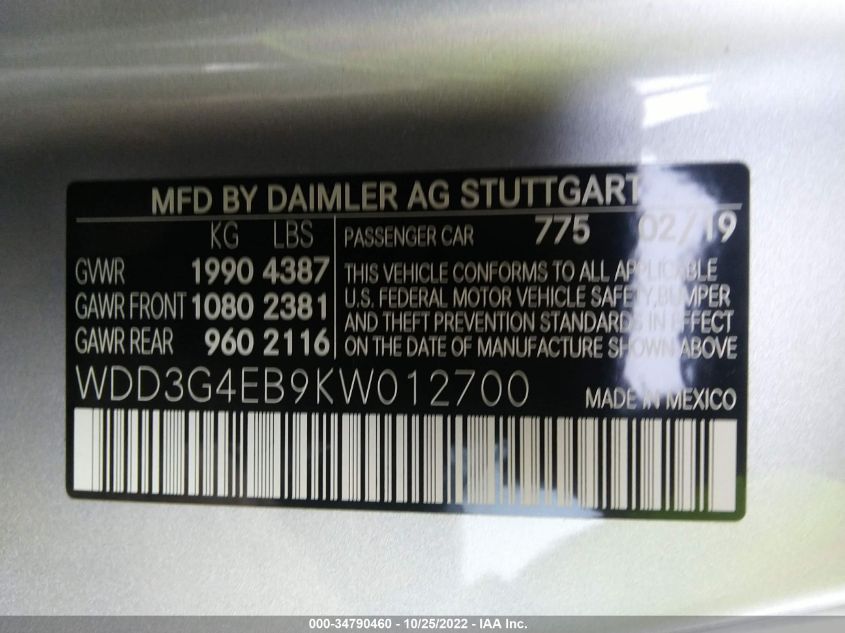 MFD BY DAIMLER AG STUTTGART
KG LBS
GVWR 1990 4387
GAWR FRONT 1080 2381
GAWR REAR 960 2116
PASSENGER CAR 775 02/19
THIS VEHICLE CONFORMS TO ALL APPLICABLE
U.S. FEDERAL MOTOR VEHICLE SAFETY,BUMPER
AND THEFT PREVENTION STANDARDS IN EFFECT
ON THE DATE OF MANUFACTURE SHOWN ABOVE
WDD3G4EB9KW012700
MADE IN MEXICO
000-34790460 - 10/25/2022 - IAA Inc.